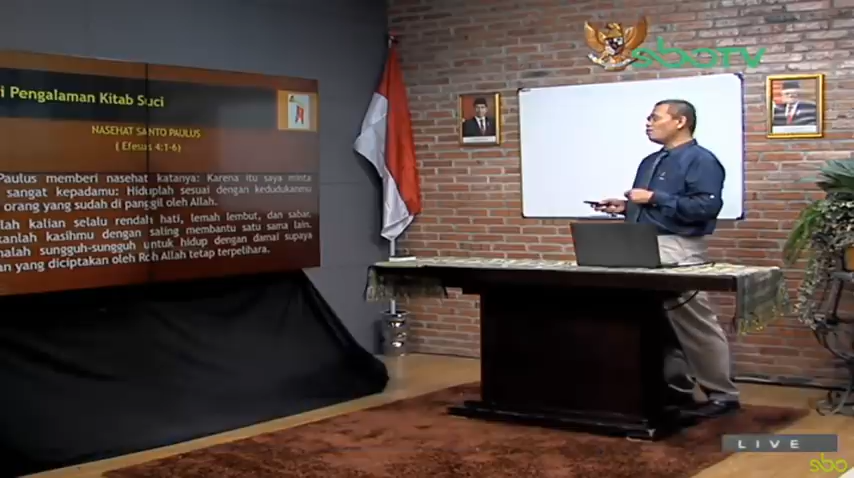 i Pengalaman Kitab Suci
NASEHAT SANTO PAULUS
( Efesus 4:1-6)
Paulus memberi nasehat katanya: Karena itu saya minta
sangat kepadamu: Hiduplah sesuai dengan kedudukanmu
orang yang sudah di panggil oleh Allah.
lah kalian selalu rendah hati, lemah lembut, dan sabar.
kanlah kasihmu dengan saling membantu satu sama lain.
lah sungguh-sungguh untuk hidup dengan damai supaya
an yang diciptakan oleh Roh Allah tetap terpelihara.
sboTV
LIVE
sbo